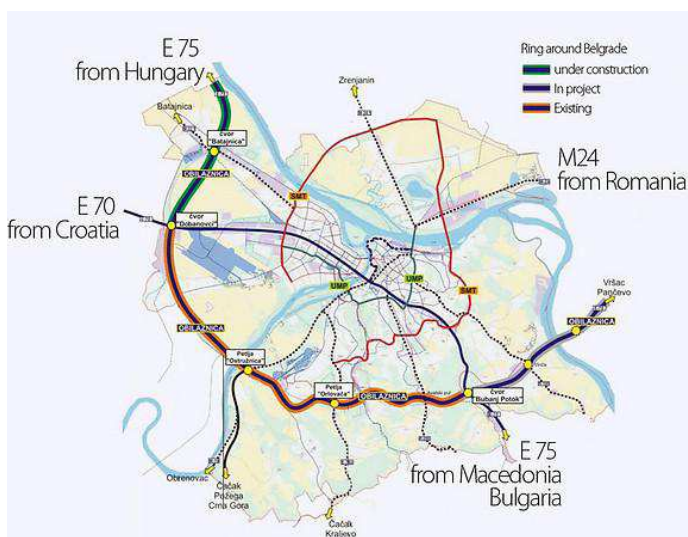 E 75
from Hungary
Ring around Belgrade
under construction
In project
Existing
Zrenjanin
Batajnica
čvor
"Batajnica"
M24
from Romania
OBILAZNICA
SMT
E 70
from Croatia
čvor
"Dobanovci"
UMP
UMP
SMT
Vršac
Pančevo
OBILAZNICA
OBILAZNICA
Petlja
"Ostružnica"
Petlja
"Orlovača"
OBILAZNICA
čvor
"Bubanj Potok"
E 75
from Macedonia
Bulgaria
Obrenovac
Čačak
Požega
Crna Gora
Čačak
Kraljevo